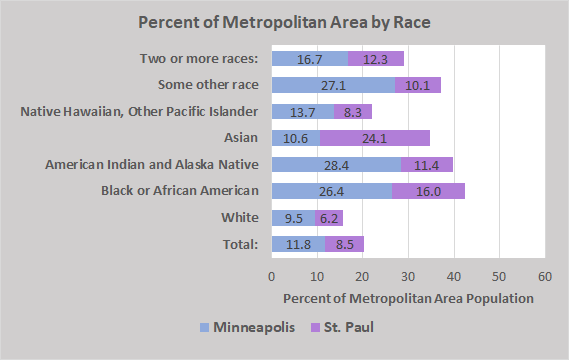 Percent of Metropolitan Area by Race
Two or more races: 16.7 12.3
Some other race 27.1 10.1
Native Hawaiian, Other Pacific Islander 13.7 8.3
Asian 10.6 24.1
American Indian and Alaska Native 28.4 11.4
Black or African American 26.4 16.0
White 9.5 6.2
Total: 11.8 8.5
0 10 20 30 40 50 60
Percent of Metropolitan Area Population
Minneapolis St. Paul